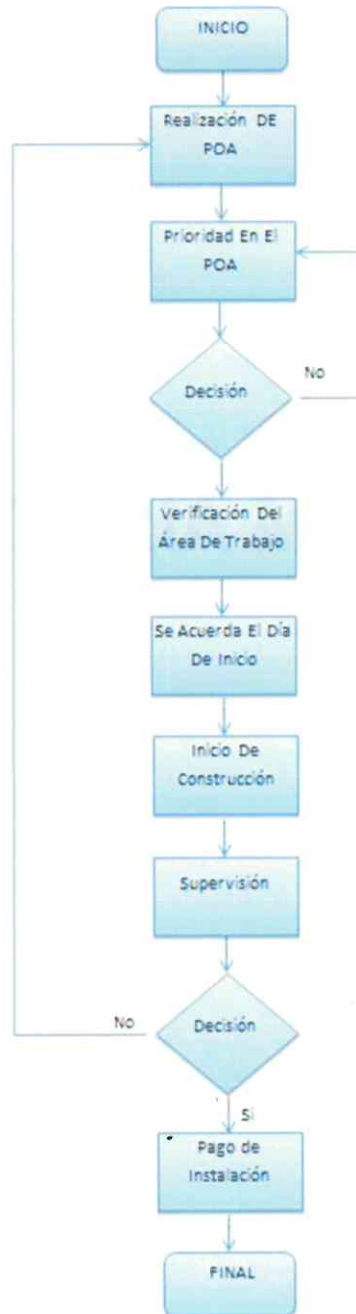 INICIO
Realización DE
POA
Prioridad En El
POA
Decisión
No
Verificación Del
Área De Trabajo
Se Acuerda El Día
De Inicio
Inicio De
Construcción
Supervisión
Decisión
No
Si
Pago de
Instalación
FINAL